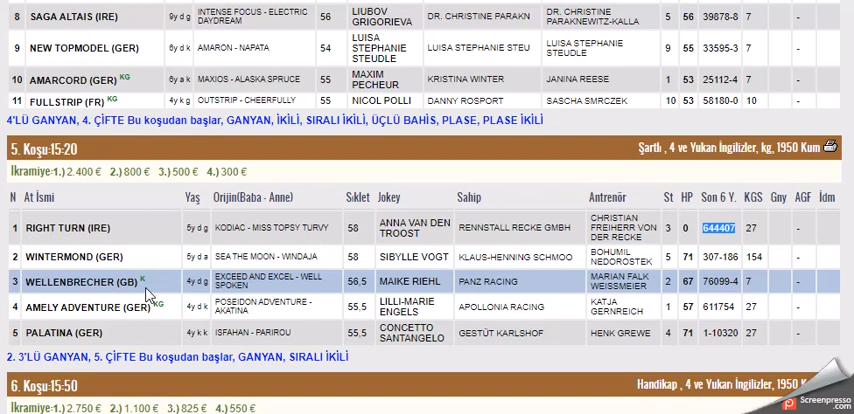 8 SAGA ALTAIS (IRE) 9y d g INTENSE FOCUS - ELECTRIC DAYDREAM 56 LIUBOV GRIGORIEVA DR. CHRISTINE PARAKN DR. CHRISTINE PARAKNEWITZ-KALLA 5 56 39878-8 7 -
9 NEW TOPMODEL (GER) 6y d k AMARON - NAPATA 54 LUISA STEPHANIE STEUDLE LUISA STEPHANIE STEU LUISA STEPHANIE STEUDLE 9 55 33595-3 7 -
10 AMARCORD (GER) KG 6y a k MAXIOS - ALASKA SPRUCE 55 MAXIM PECHEUR KRISTINA WINTER JANINA REESE 1 53 25112-4 7 -
11 FULLSTRIP (FR) KG 4y k g OUTSTRIP - CHEERFULLY 55 NICOL POLLI DANNY ROSPORT SASCHA SMRCZEK 10 53 58180-0 10 -
4'LÜ GANYAN, 4. ÇİFTE Bu koşudan başlar, GANYAN, İKİLİ, SIRALI İKİLİ, ÜÇLÜ BAHİS, PLASE, PLASE İKİLİ
5. Koşu:15:20 Şartlı , 4 ve Yukarı İngilizler, kg, 1950 Kum
İkramiye:1.) 2.400 € 2.) 800 € 3.) 500 € 4.) 300 €
N At İsmi Yaş Orijin(Baba - Anne) Sıklet Jokey Sahip Antrenör St HP Son 6 Y. KGS Gny AGF İdm
1 RIGHT TURN (IRE) 5y d g KODIAC - MISS TOPSY TURVY 58 ANNA VAN DEN TROOST RENNSTALL RECKE GMBH CHRISTIAN FREIHERR VON DER RECKE 3 0 644407 27 -
2 WINTERMOND (GER) 5y d a SEA THE MOON - WINDAJA 58 SIBYLLE VOGT KLAUS-HENNING SCHMOO BOHUMIL NEDOROSTEK 5 71 307-186 154 -
3 WELLENBRECHER (GB) K 4y d g EXCEED AND EXCEL - WELL SPOKEN 56,5 MAIKE RIEHL PANZ RACING MARIAN FALK WEISSMEIER 2 67 76099-4 7 -
4 AMELY ADVENTURE (GER) KG 4y d k POSEIDON ADVENTURE - AKATINA 55,5 LILLI-MARIE ENGELS APOLLONIA RACING KATJA GERNREICH 1 57 611754 27 -
5 PALATINA (GER) 4y k k ISFAHAN - PARIROU 55,5 CONCETTO SANTANGELO GESTÜT KARLSHOF HENK GREWE 4 71 1-10320 27 -
2. 3'LÜ GANYAN, 5. ÇİFTE Bu koşudan başlar, GANYAN, SIRALI İKİLİ
6. Koşu:15:50 Handikap , 4 ve Yukarı İngilizler, 1950
İkramiye:1.) 2.750 € 2.) 1.100 € 3.) 825 € 4.) 550 €
Screenpresso
.com